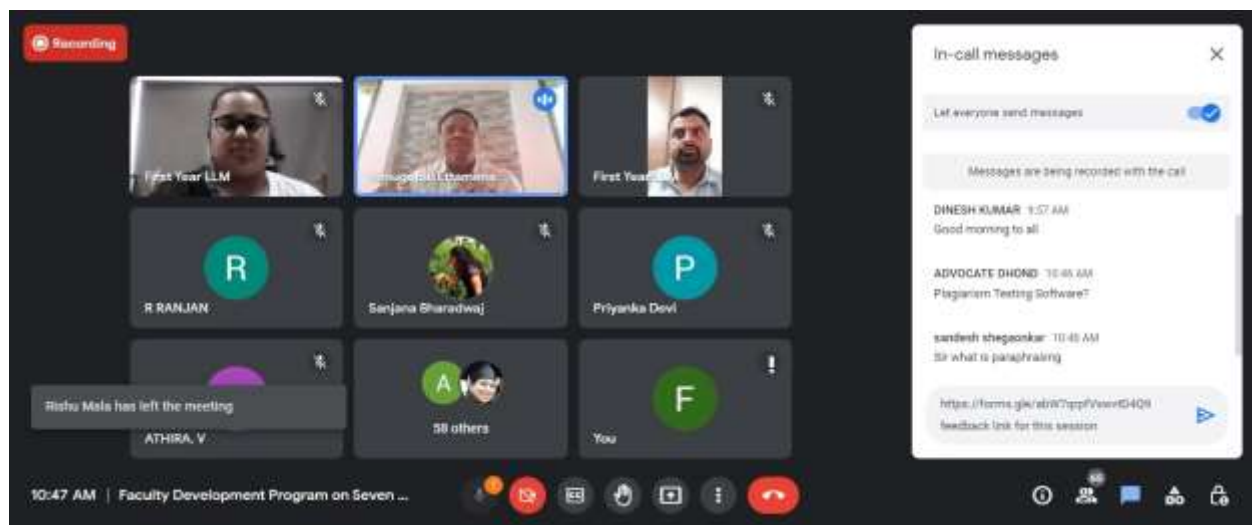 Recording
In-call messages
Let everyone send messages
Messages are being recorded with the call
First Year LLM
First Year
DINESH KUMAR 9:57 AM
Good morning to all
R
R RANJAN
Sanjana Bharadwaj
P
Priyanka Devi
ADVOCATE DHOND 10:46 AM
Plagiarism Testing Software?
sandesh shegaonkar 10:46 AM
Sir what is paraphrasing
Rishu Mala has left the meeting
ATHIRA. V
A
58 others
F
You
feedback link for this session
10:47 AM | Faculty Development Program on Seven ...